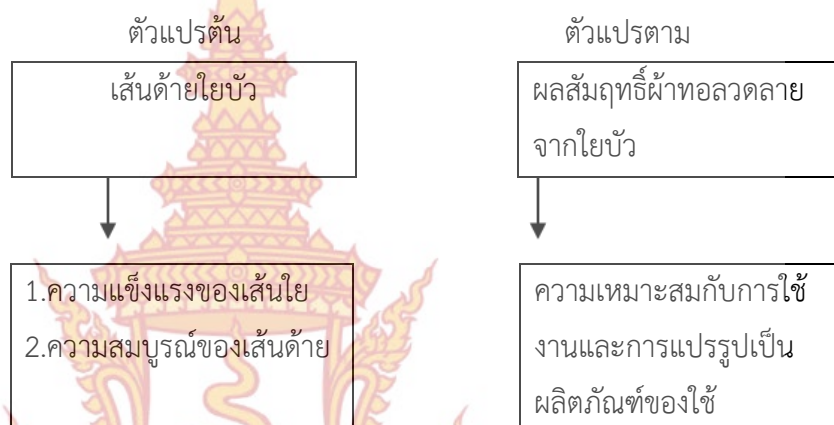 ตัวแปรต้น
เส้นด้ายใยบัว
1.ความแข็งแรงของเส้นใย
2.ความสมบูรณ์ของเส้นด้าย
ตัวแปรตาม
ผลสัมฤทธิ์ผ้าทอลวดลาย
จากใยบัว
ความเหมาะสมกับการใช้
งานและการแปรรูปเป็น
ผลิตภัณฑ์ของใช้